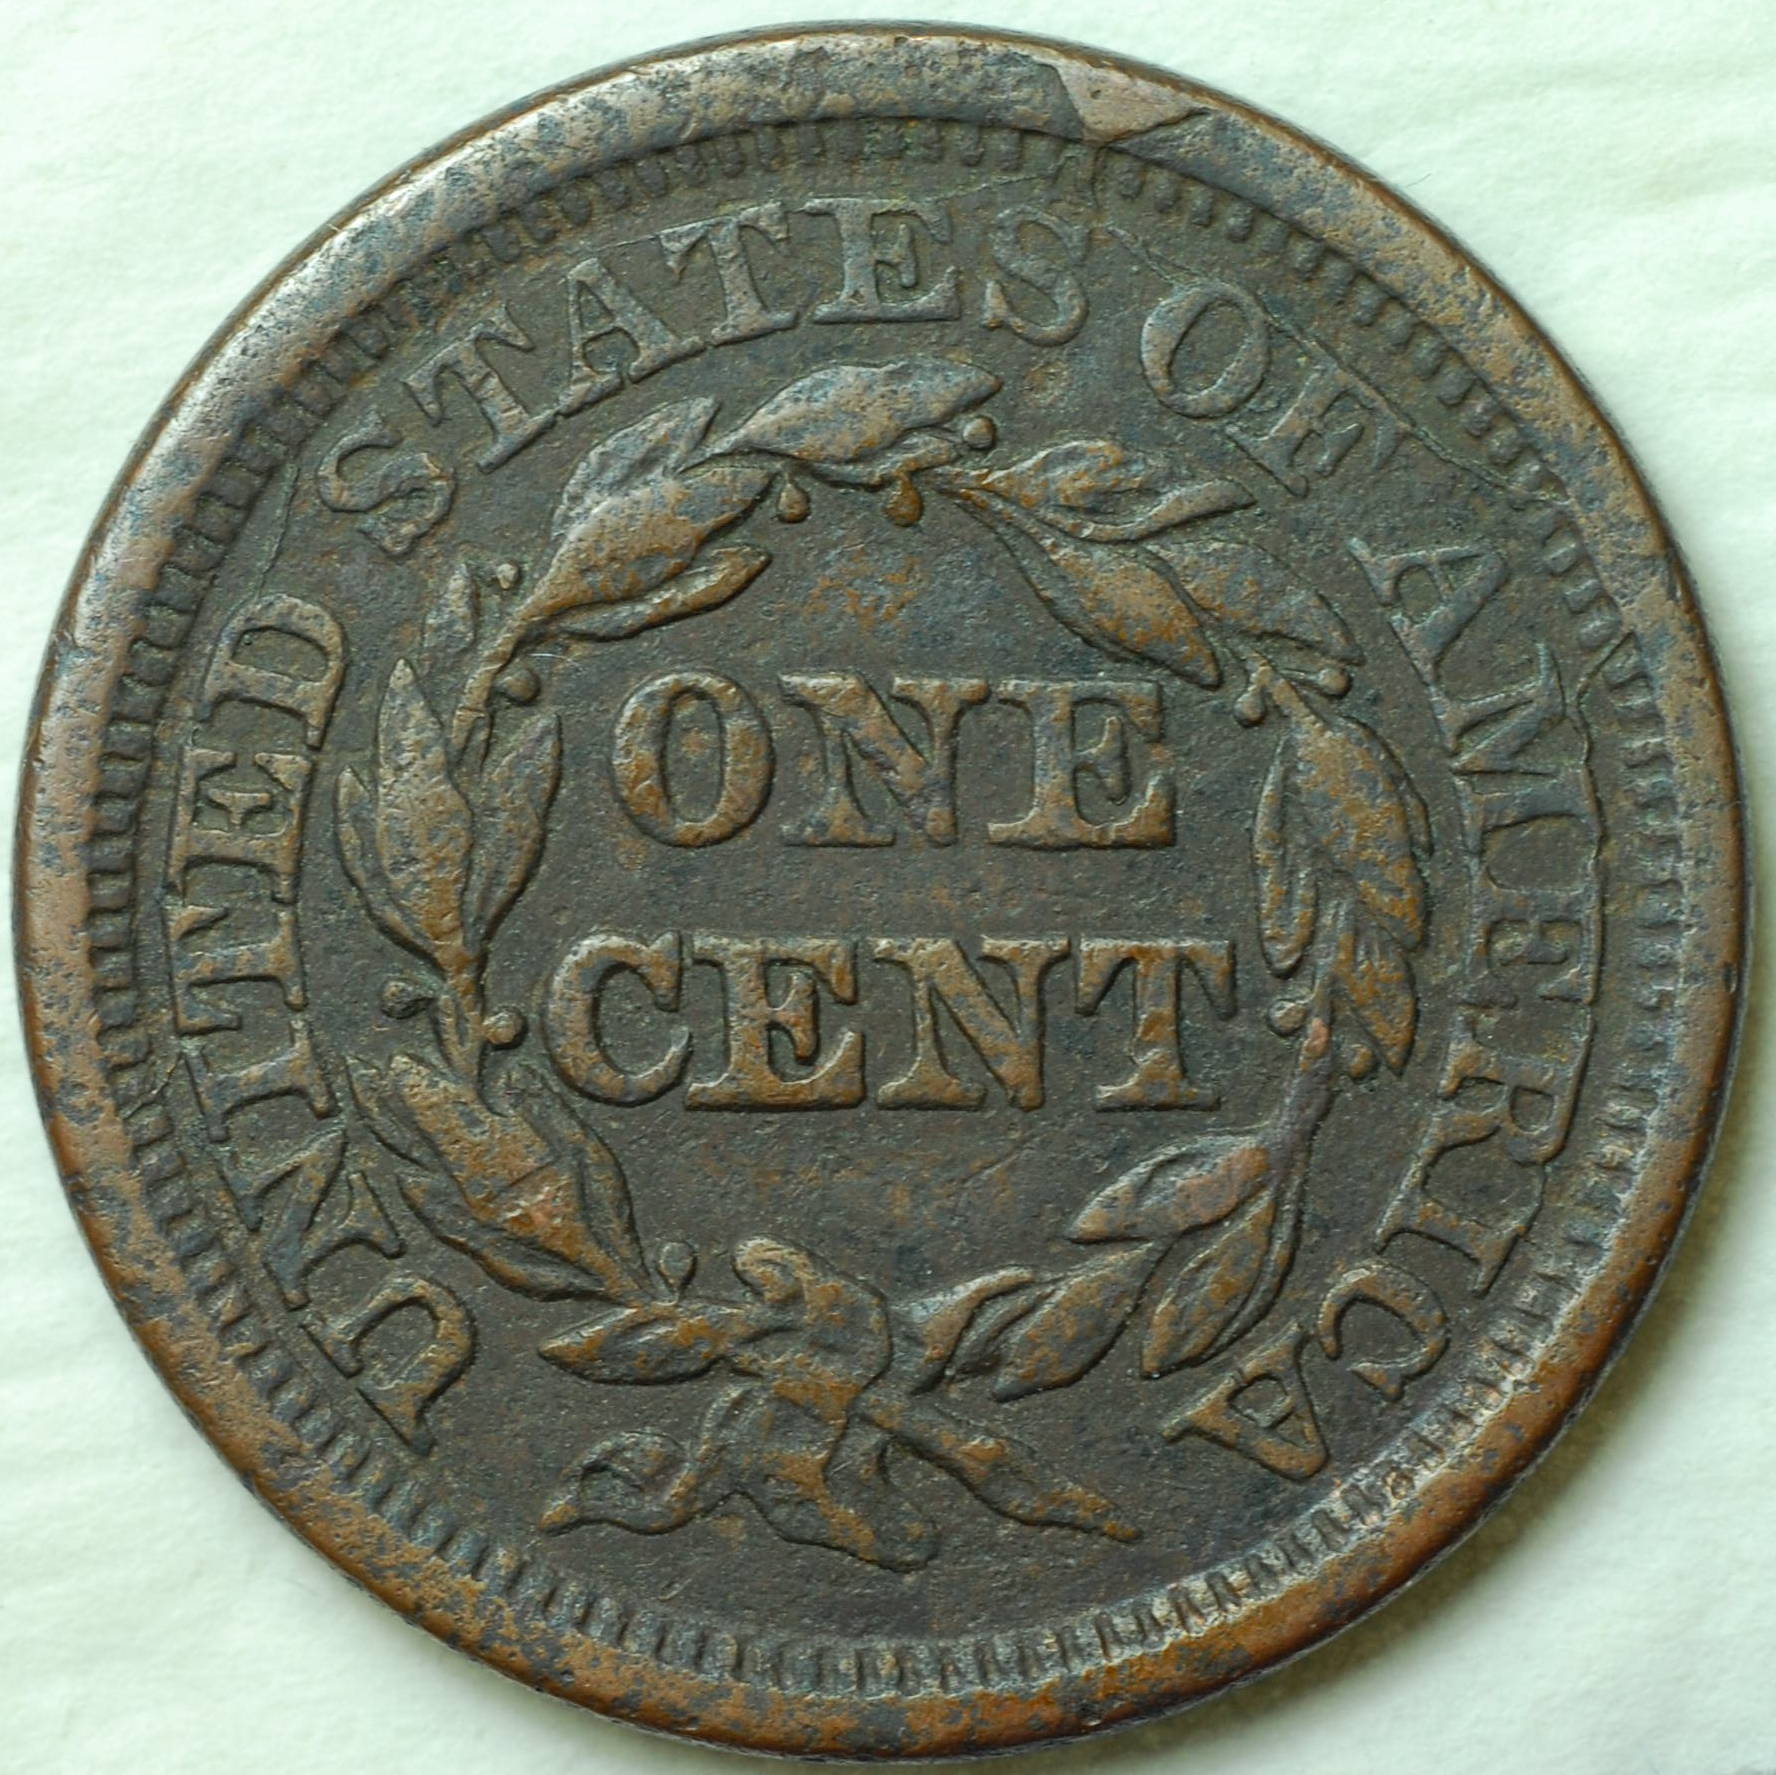 UNITED STATES OF AMERICA
ONE
CENT